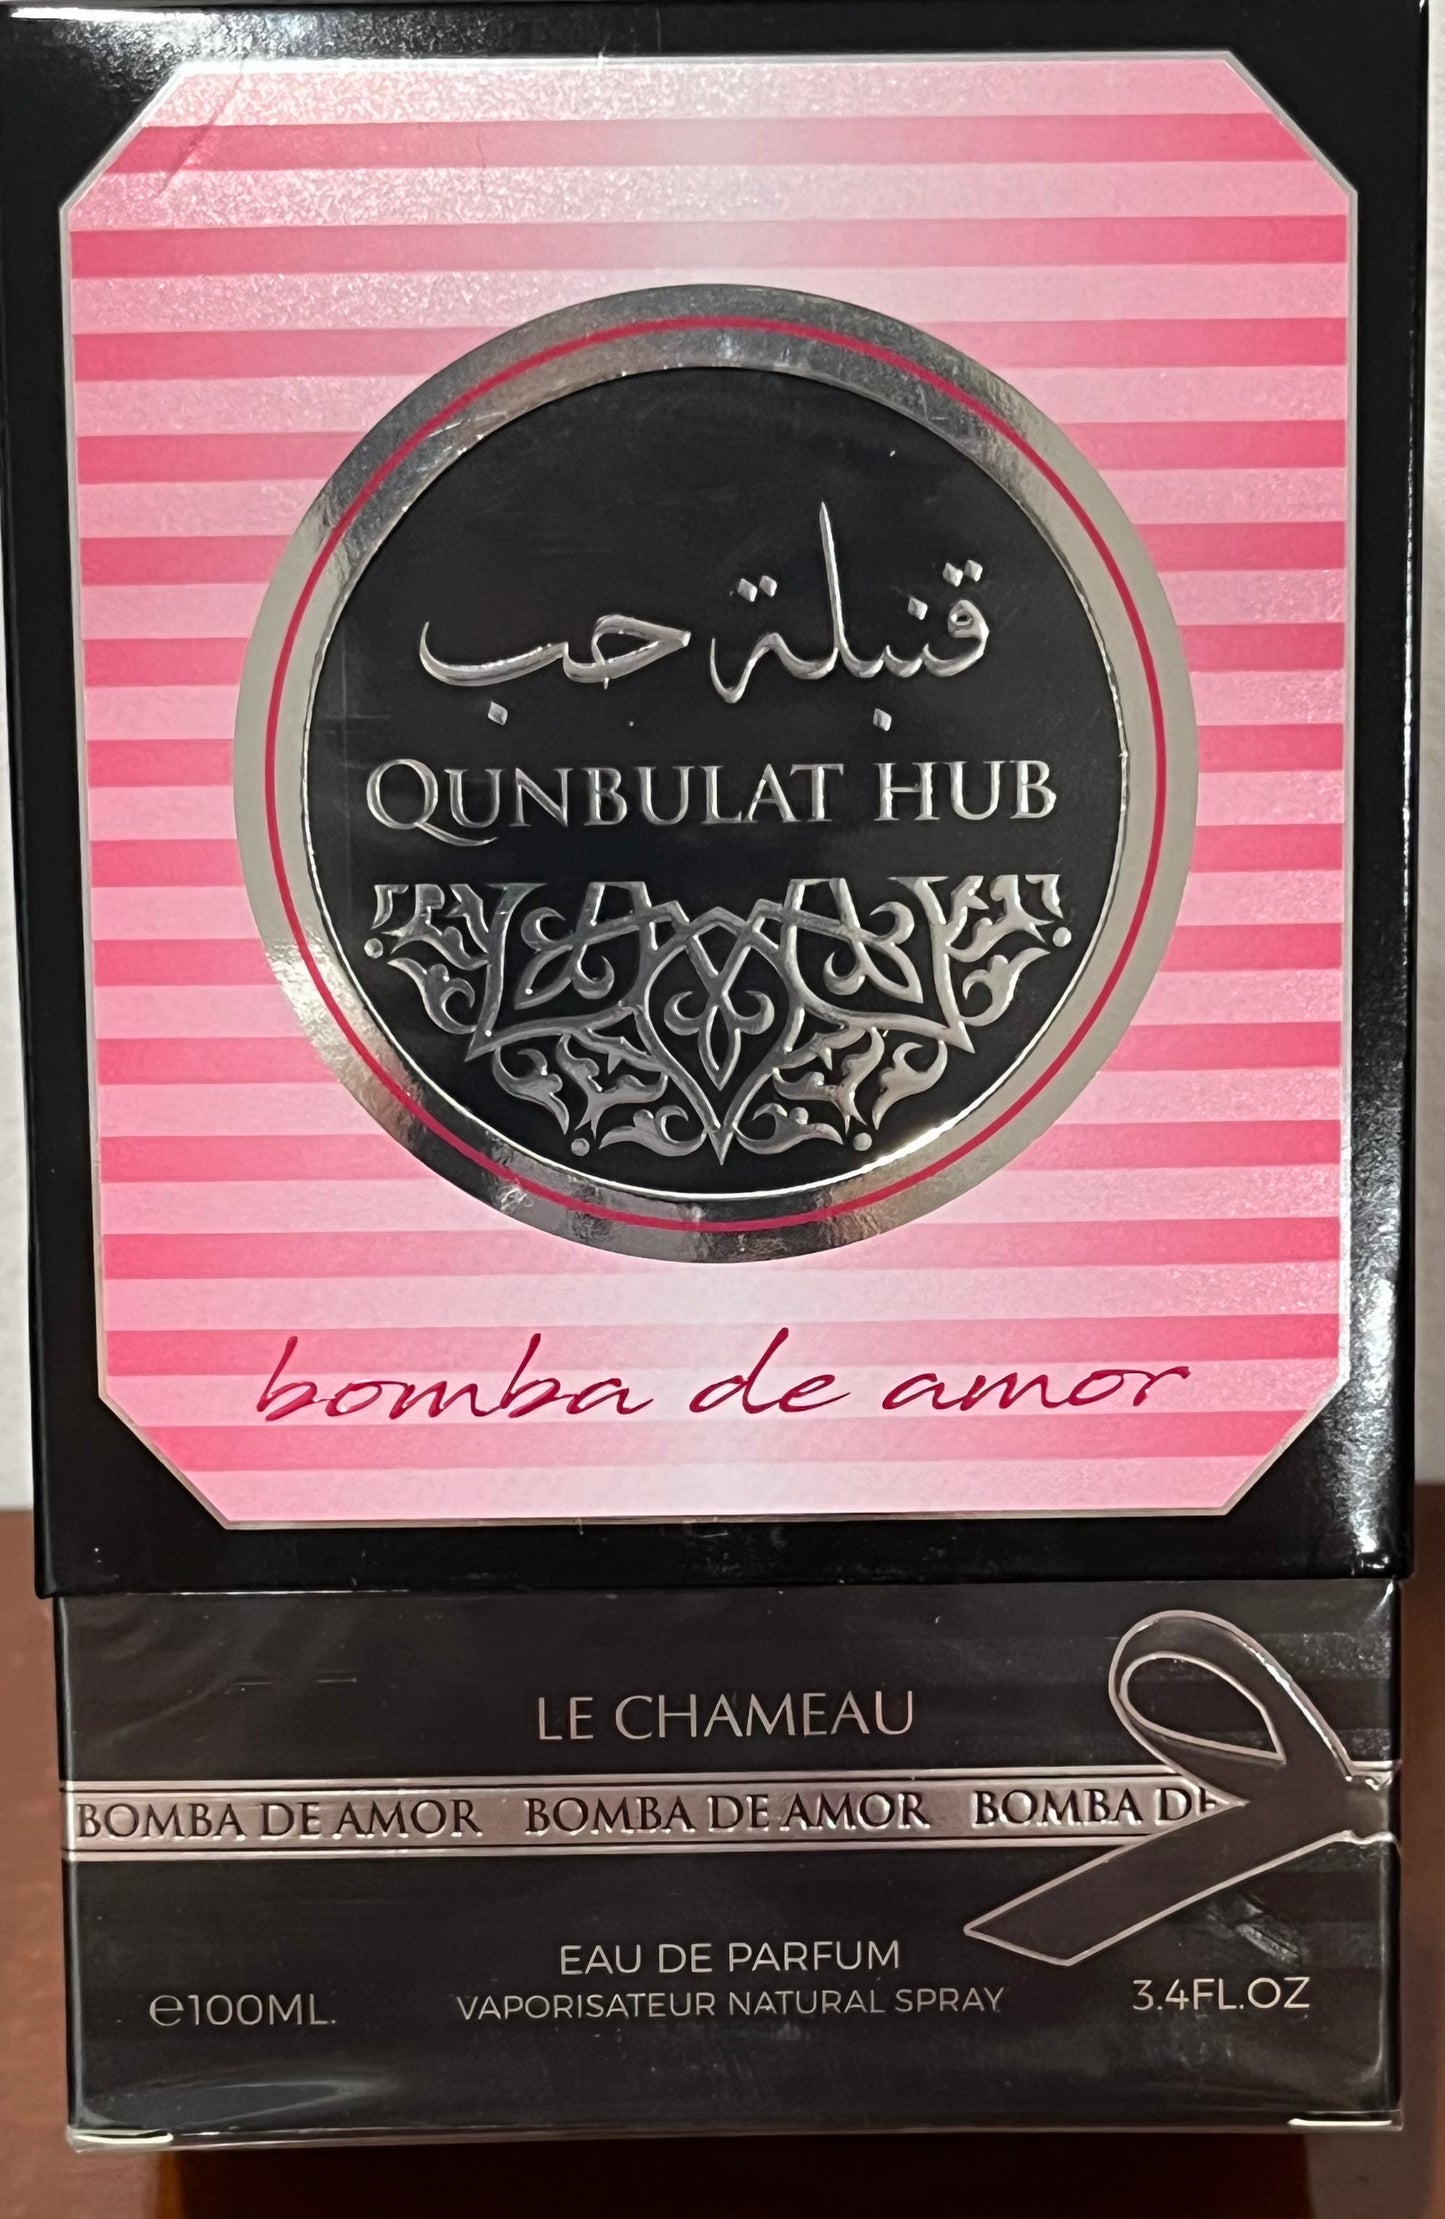 قنبلة حب
QUNBULAT HUB
bomba de amor
LE CHAMEAU
BOMBA DE AMOR BOMBA DE AMOR BOMBA DE
EAU DE PARFUM
VAPORISATEUR NATURAL SPRAY
℮100ML.
3.4FL.OZ